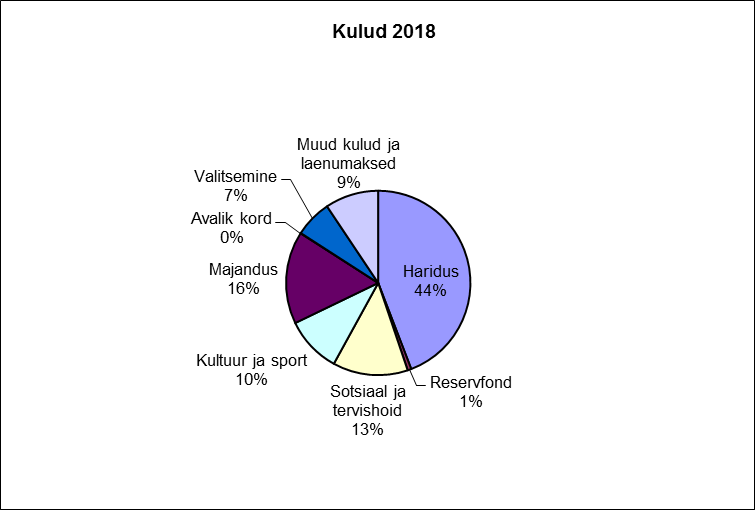 Kulud 2018
Muud kulud ja
laenumaksed
9%
Valitsemine
7%
Avalik kord
0%
Majandus
16%
Haridus
44%
Kultuur ja sport
10%
Sotsiaal ja
tervishoid
13%
Reservfond
1%